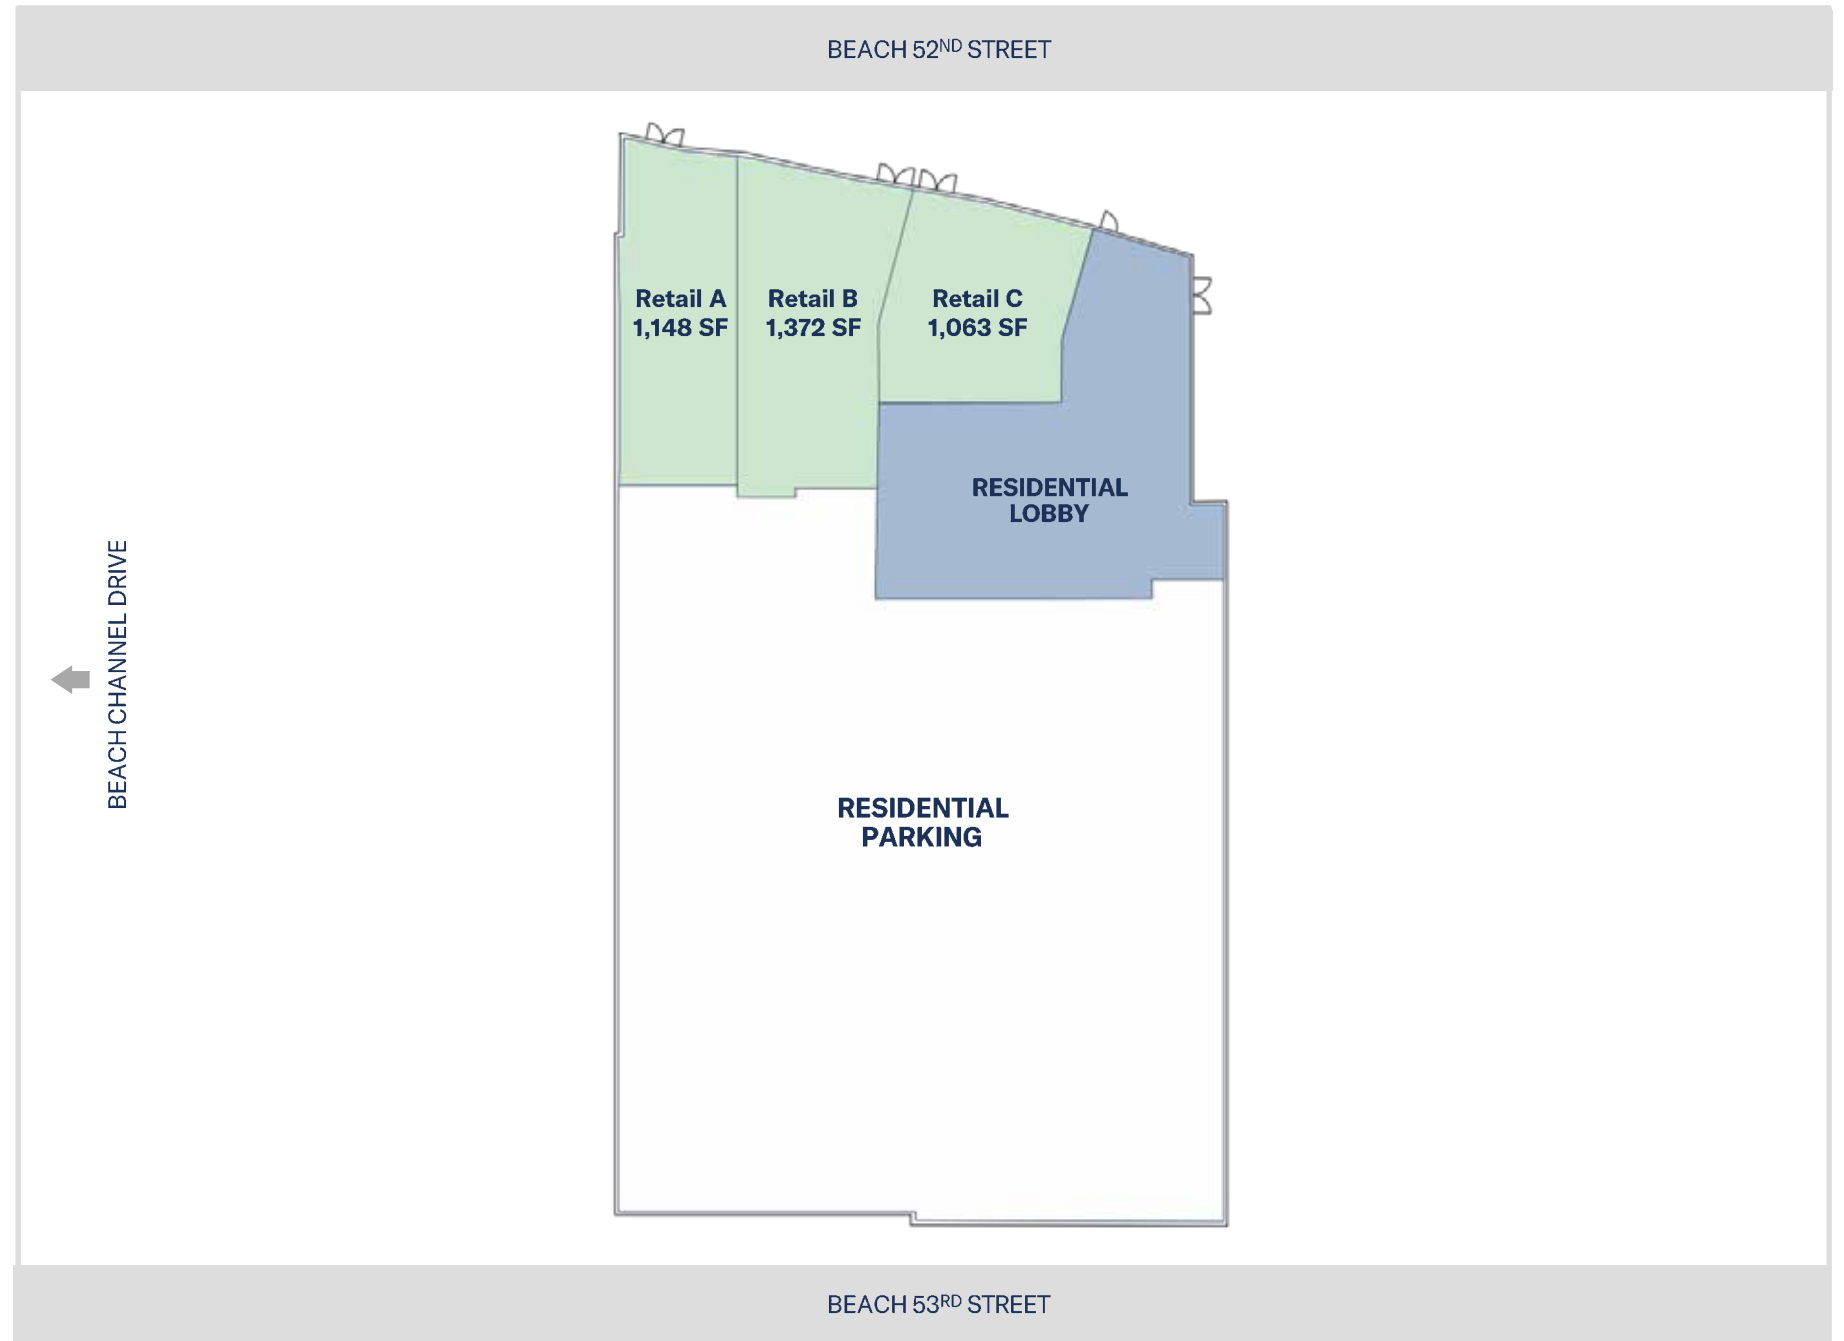 BEACH 52ND STREET
Retail A
1,148 SF
Retail B
1,372 SF
Retail C
1,063 SF
RESIDENTIAL
LOBBY
BEACH CHANNEL DRIVE
RESIDENTIAL
PARKING
BEACH 53RD STREET